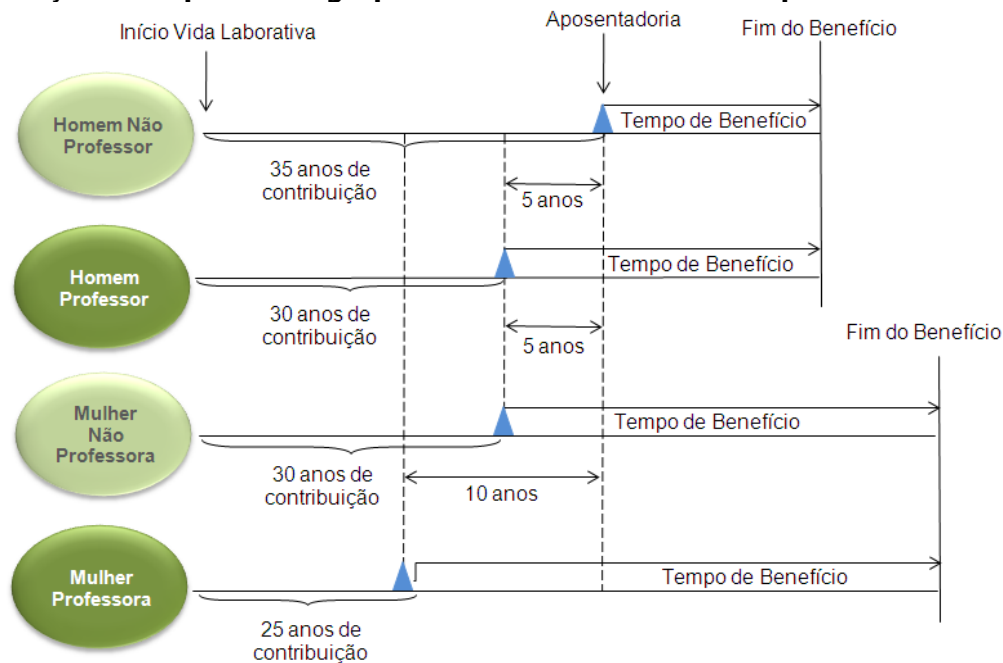 Início Vida Laborativa
Aposentadoria
Fim do Benefício
Homem Não
Professor
Tempo de Benefício
35 anos de
contribuição
5 anos
Homem
Professor
Tempo de Benefício
30 anos de
contribuição
5 anos
Fim do Benefício
Mulher
Não
Professora
Tempo de Benefício
30 anos de
contribuição
10 anos
Mulher
Professora
Tempo de Benefício
25 anos de
contribuição